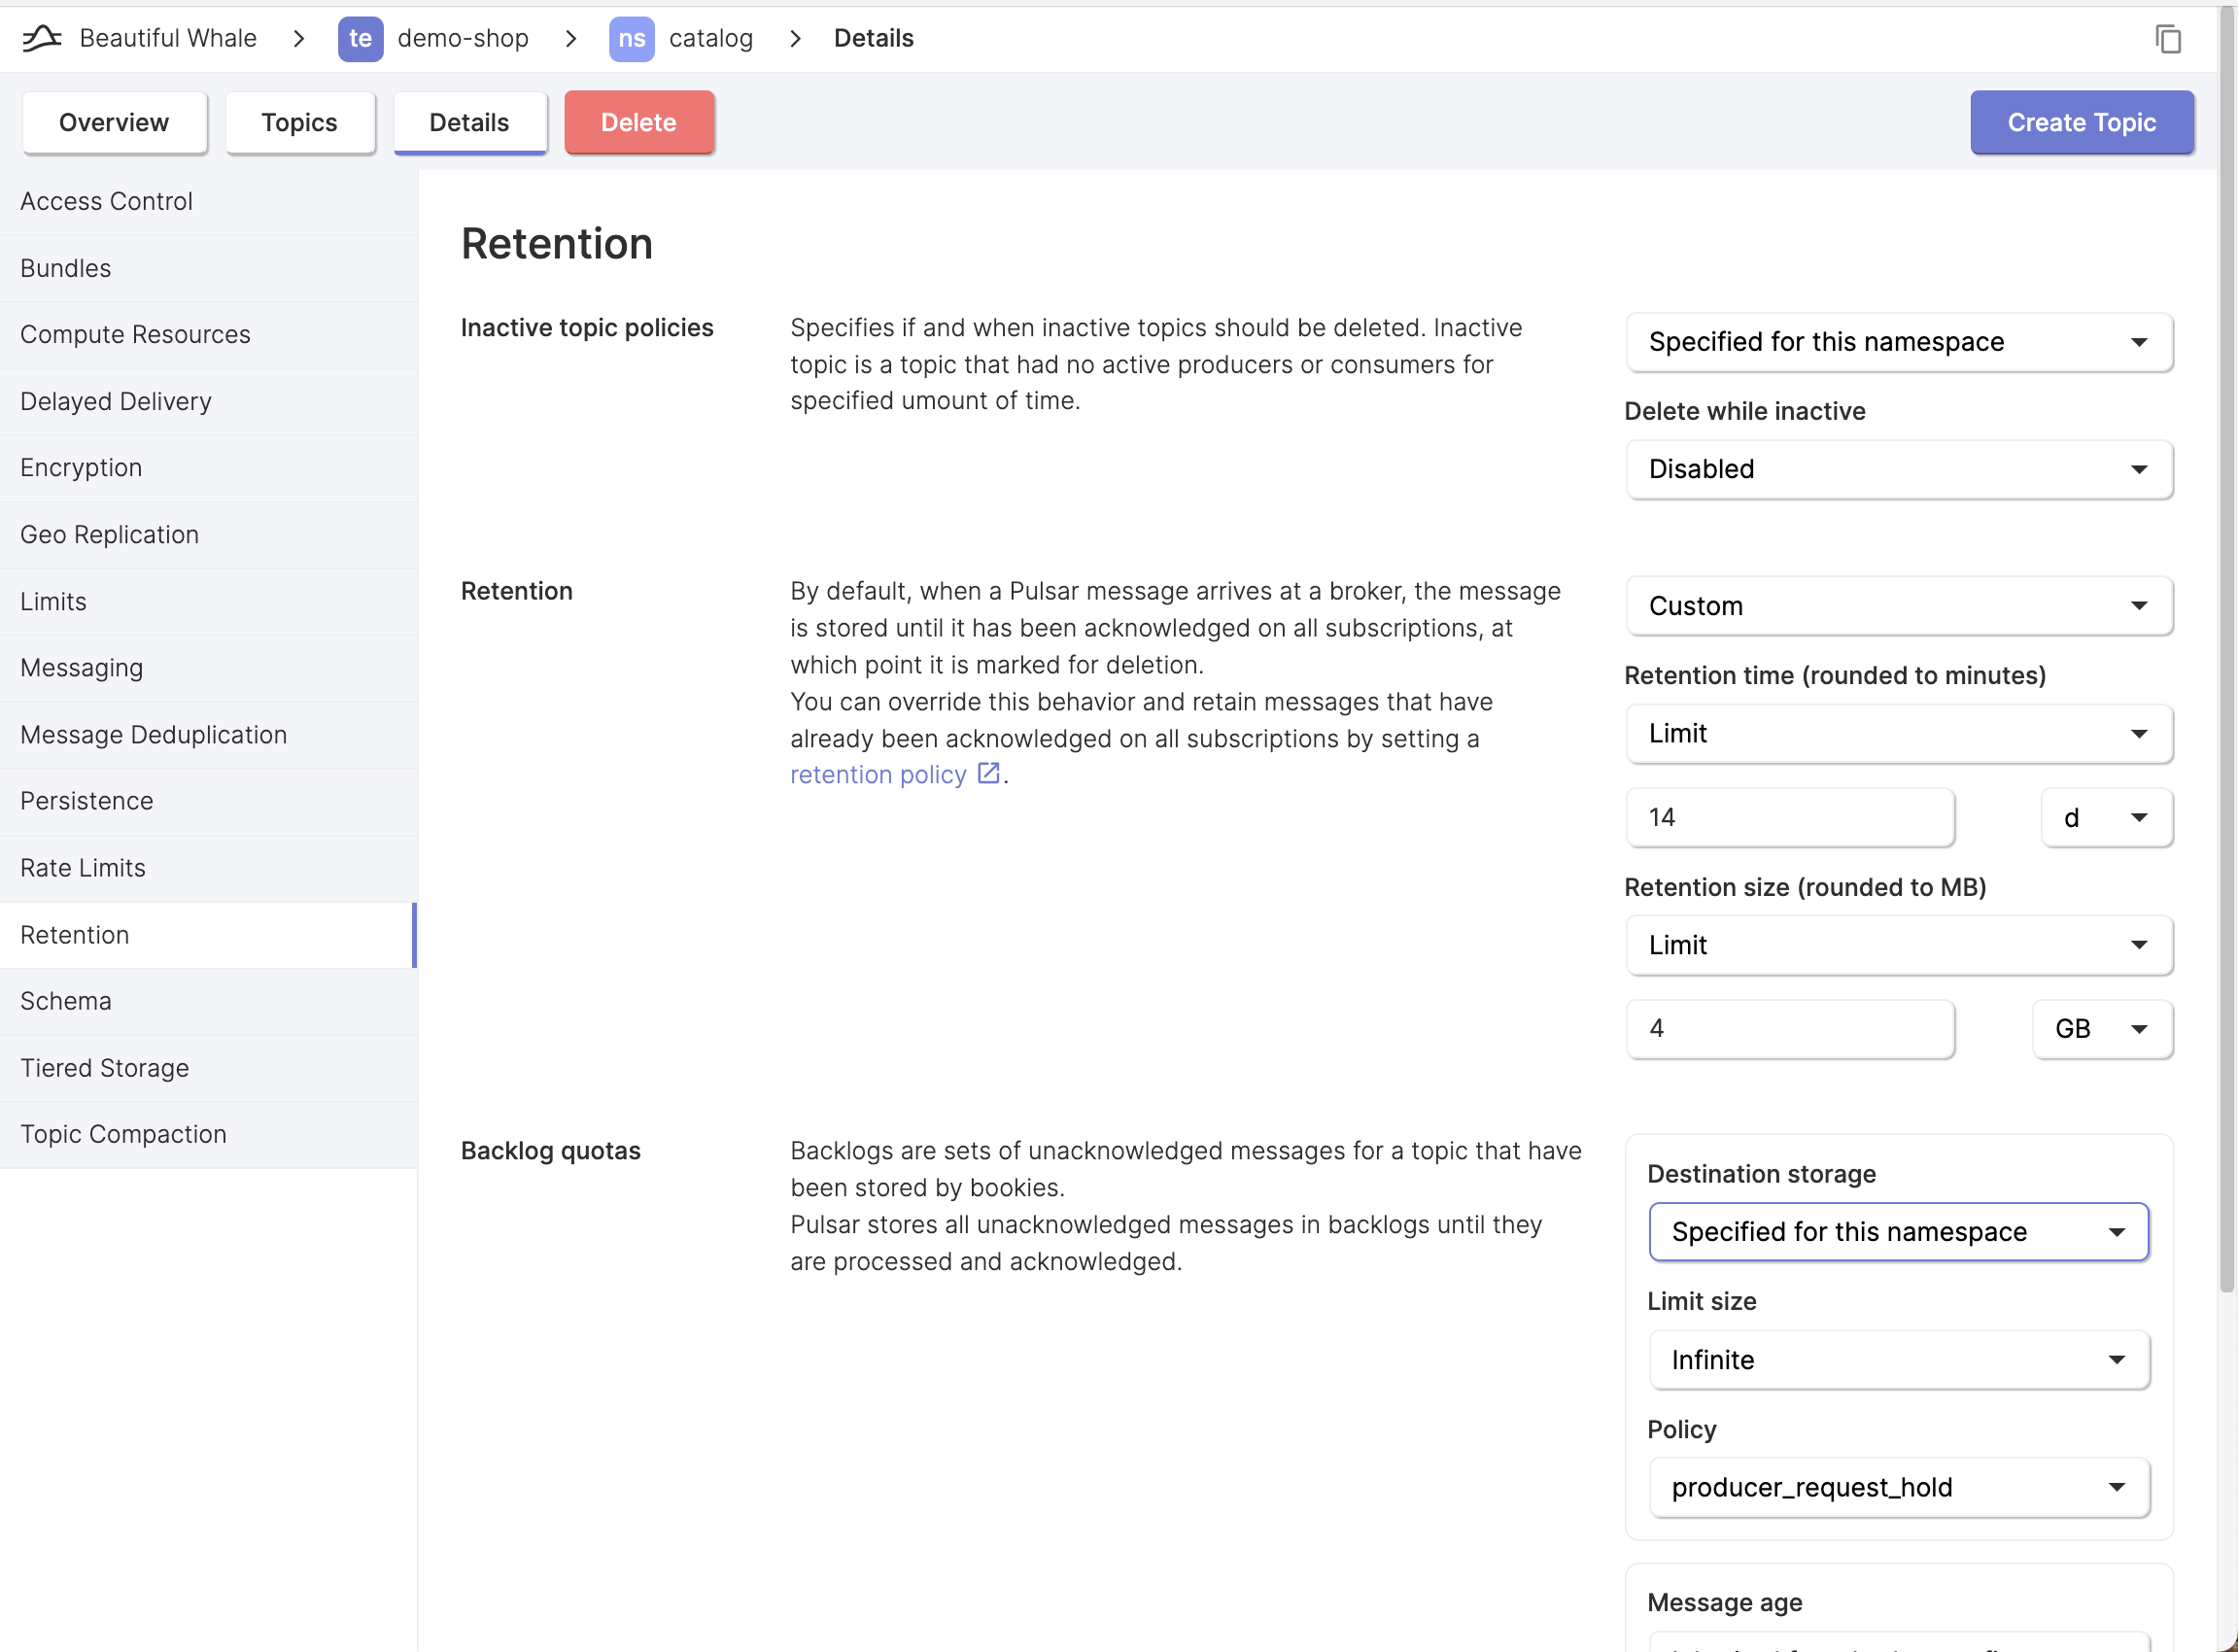 Beautiful Whale > te demo-shop > ns catalog > Details
Overview
Topics
Details
Delete
Create Topic
Access Control
Bundles
Compute Resources
Delayed Delivery
Encryption
Geo Replication
Limits
Messaging
Message Deduplication
Persistence
Rate Limits
Retention
Schema
Tiered Storage
Topic Compaction
Retention
Inactive topic policies
Specifies if and when inactive topics should be deleted. Inactive
topic is a topic that had no active producers or consumers for
specified umount of time.
Specified for this namespace
Delete while inactive
Disabled
Retention
By default, when a Pulsar message arrives at a broker, the message
is stored until it has been acknowledged on all subscriptions, at
which point it is marked for deletion.
You can override this behavior and retain messages that have
already been acknowledged on all subscriptions by setting a
retention policy .
Custom
Retention time (rounded to minutes)
Limit
14
d
Retention size (rounded to MB)
Limit
4
GB
Backlog quotas
Backlogs are sets of unacknowledged messages for a topic that have
been stored by bookies.
Pulsar stores all unacknowledged messages in backlogs until they
are processed and acknowledged.
Destination storage
Specified for this namespace
Limit size
Infinite
Policy
producer_request_hold
Message age